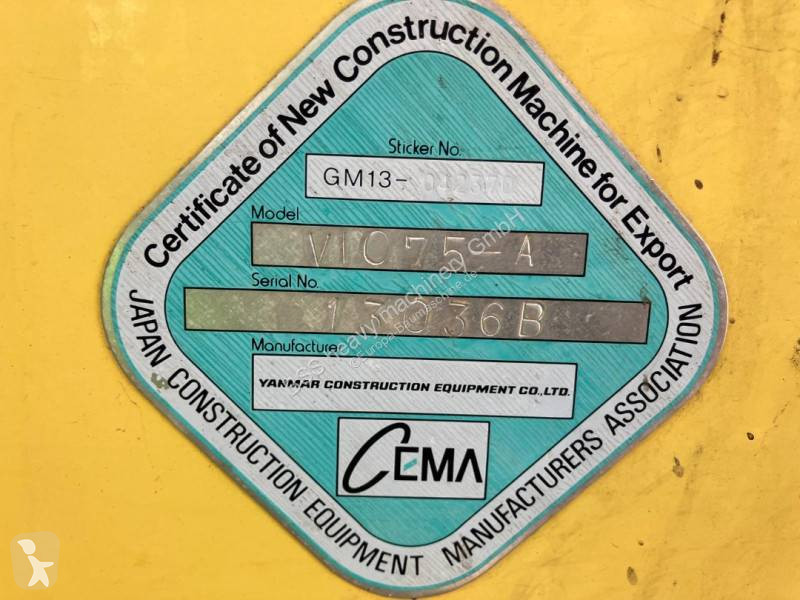 Certificate of New Construction Machine for Export
Sticker No.
GM13-
Model
VIO75-A
Serial No.
Manufacturer
YANMAR CONSTRUCTION EQUIPMENT CO.,LTD.
CEMA
JAPAN CONSTRUCTION EQUIPMENT MANUFACTURERS ASSOCIATION